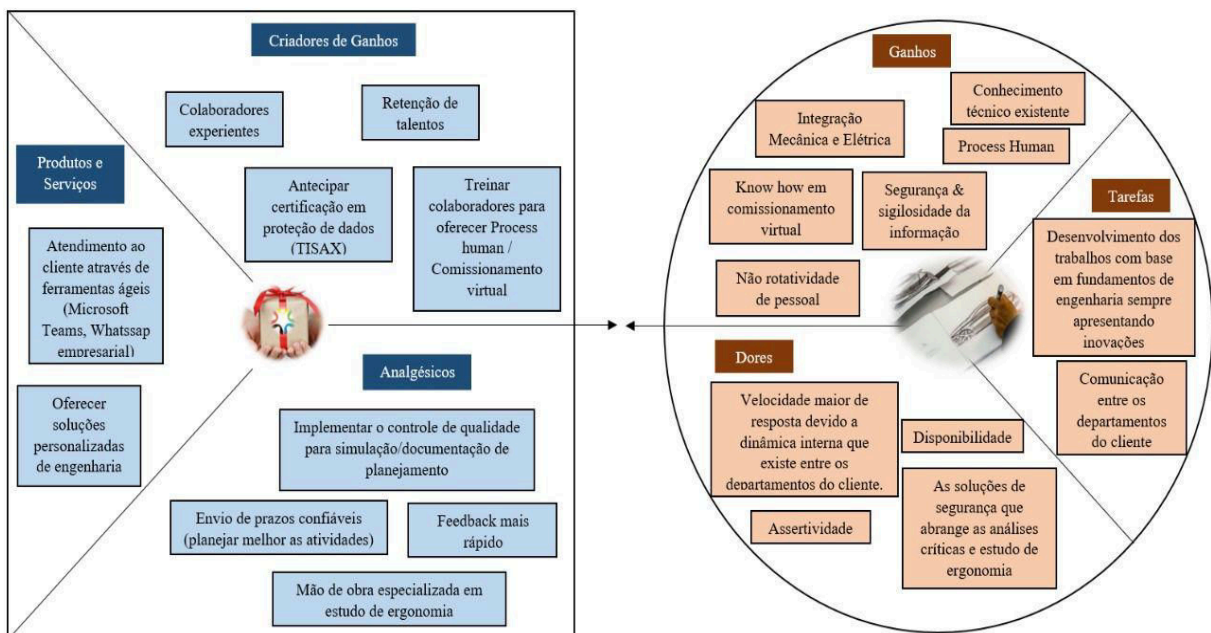 Criadores de Ganhos
Colaboradores
experientes
Retenção de
talentos
Antecipar
certificação em
proteção de dados
(TISAX)
Treinar
colaboradores para
oferecer Process
human /
Comissionamento
virtual
Produtos e
Serviços
Atendimento ao
cliente através de
ferramentas ágeis
(Microsoft
Teams, Whatssap
empresarial)
Oferecer
soluções
personalizadas
de engenharia
Analgésicos
Implementar o controle de qualidade
para simulação/documentação de
planejamento
Envio de prazos confiáveis
(planejar melhor as atividades)
Feedback mais
rápido
Mão de obra especializada em
estudo de ergonomia
Ganhos
Integração
Mecânica e Elétrica
Conhecimento
técnico existente
Process Human
Know how em
comissionamento
virtual
Segurança &
sigilosidade da
informação
Não rotatividade
de pessoal
Tarefas
Desenvolvimento dos
trabalhos com base
em fundamentos de
engenharia sempre
apresentando
inovações
Comunicação
entre os
departamentos
do cliente
Dores
Velocidade maior de
resposta devido a
dinâmica interna que
existe entre os
departamentos do cliente.
Disponibilidade
Assertividade
As soluções de
segurança que
abrange as análises
críticas e estudo de
ergonomia